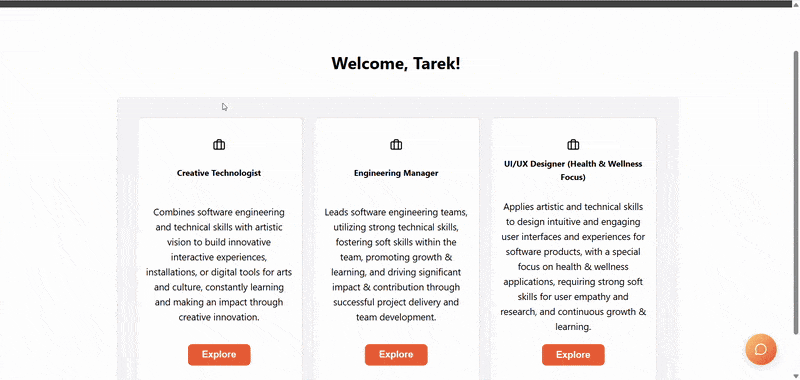 Welcome, Tarek!
Creative Technologist
Combines software engineering
and technical skills with artistic
vision to build innovative
interactive experiences,
installations, or digital tools for arts
and culture, constantly learning
and making an impact through
creative innovation.
Explore
Engineering Manager
Leads software engineering teams,
utilizing strong technical skills,
fostering soft skills within the
team, promoting growth &
learning, and driving significant
impact & contribution through
successful project delivery and
team development.
Explore
UI/UX Designer (Health & Wellness
Focus)
Applies artistic and technical skills
to design intuitive and engaging
user interfaces and experiences for
software products, with a special
focus on health & wellness
applications, requiring strong soft
skills for user empathy and
research, and continuous growth &
learning.
Explore